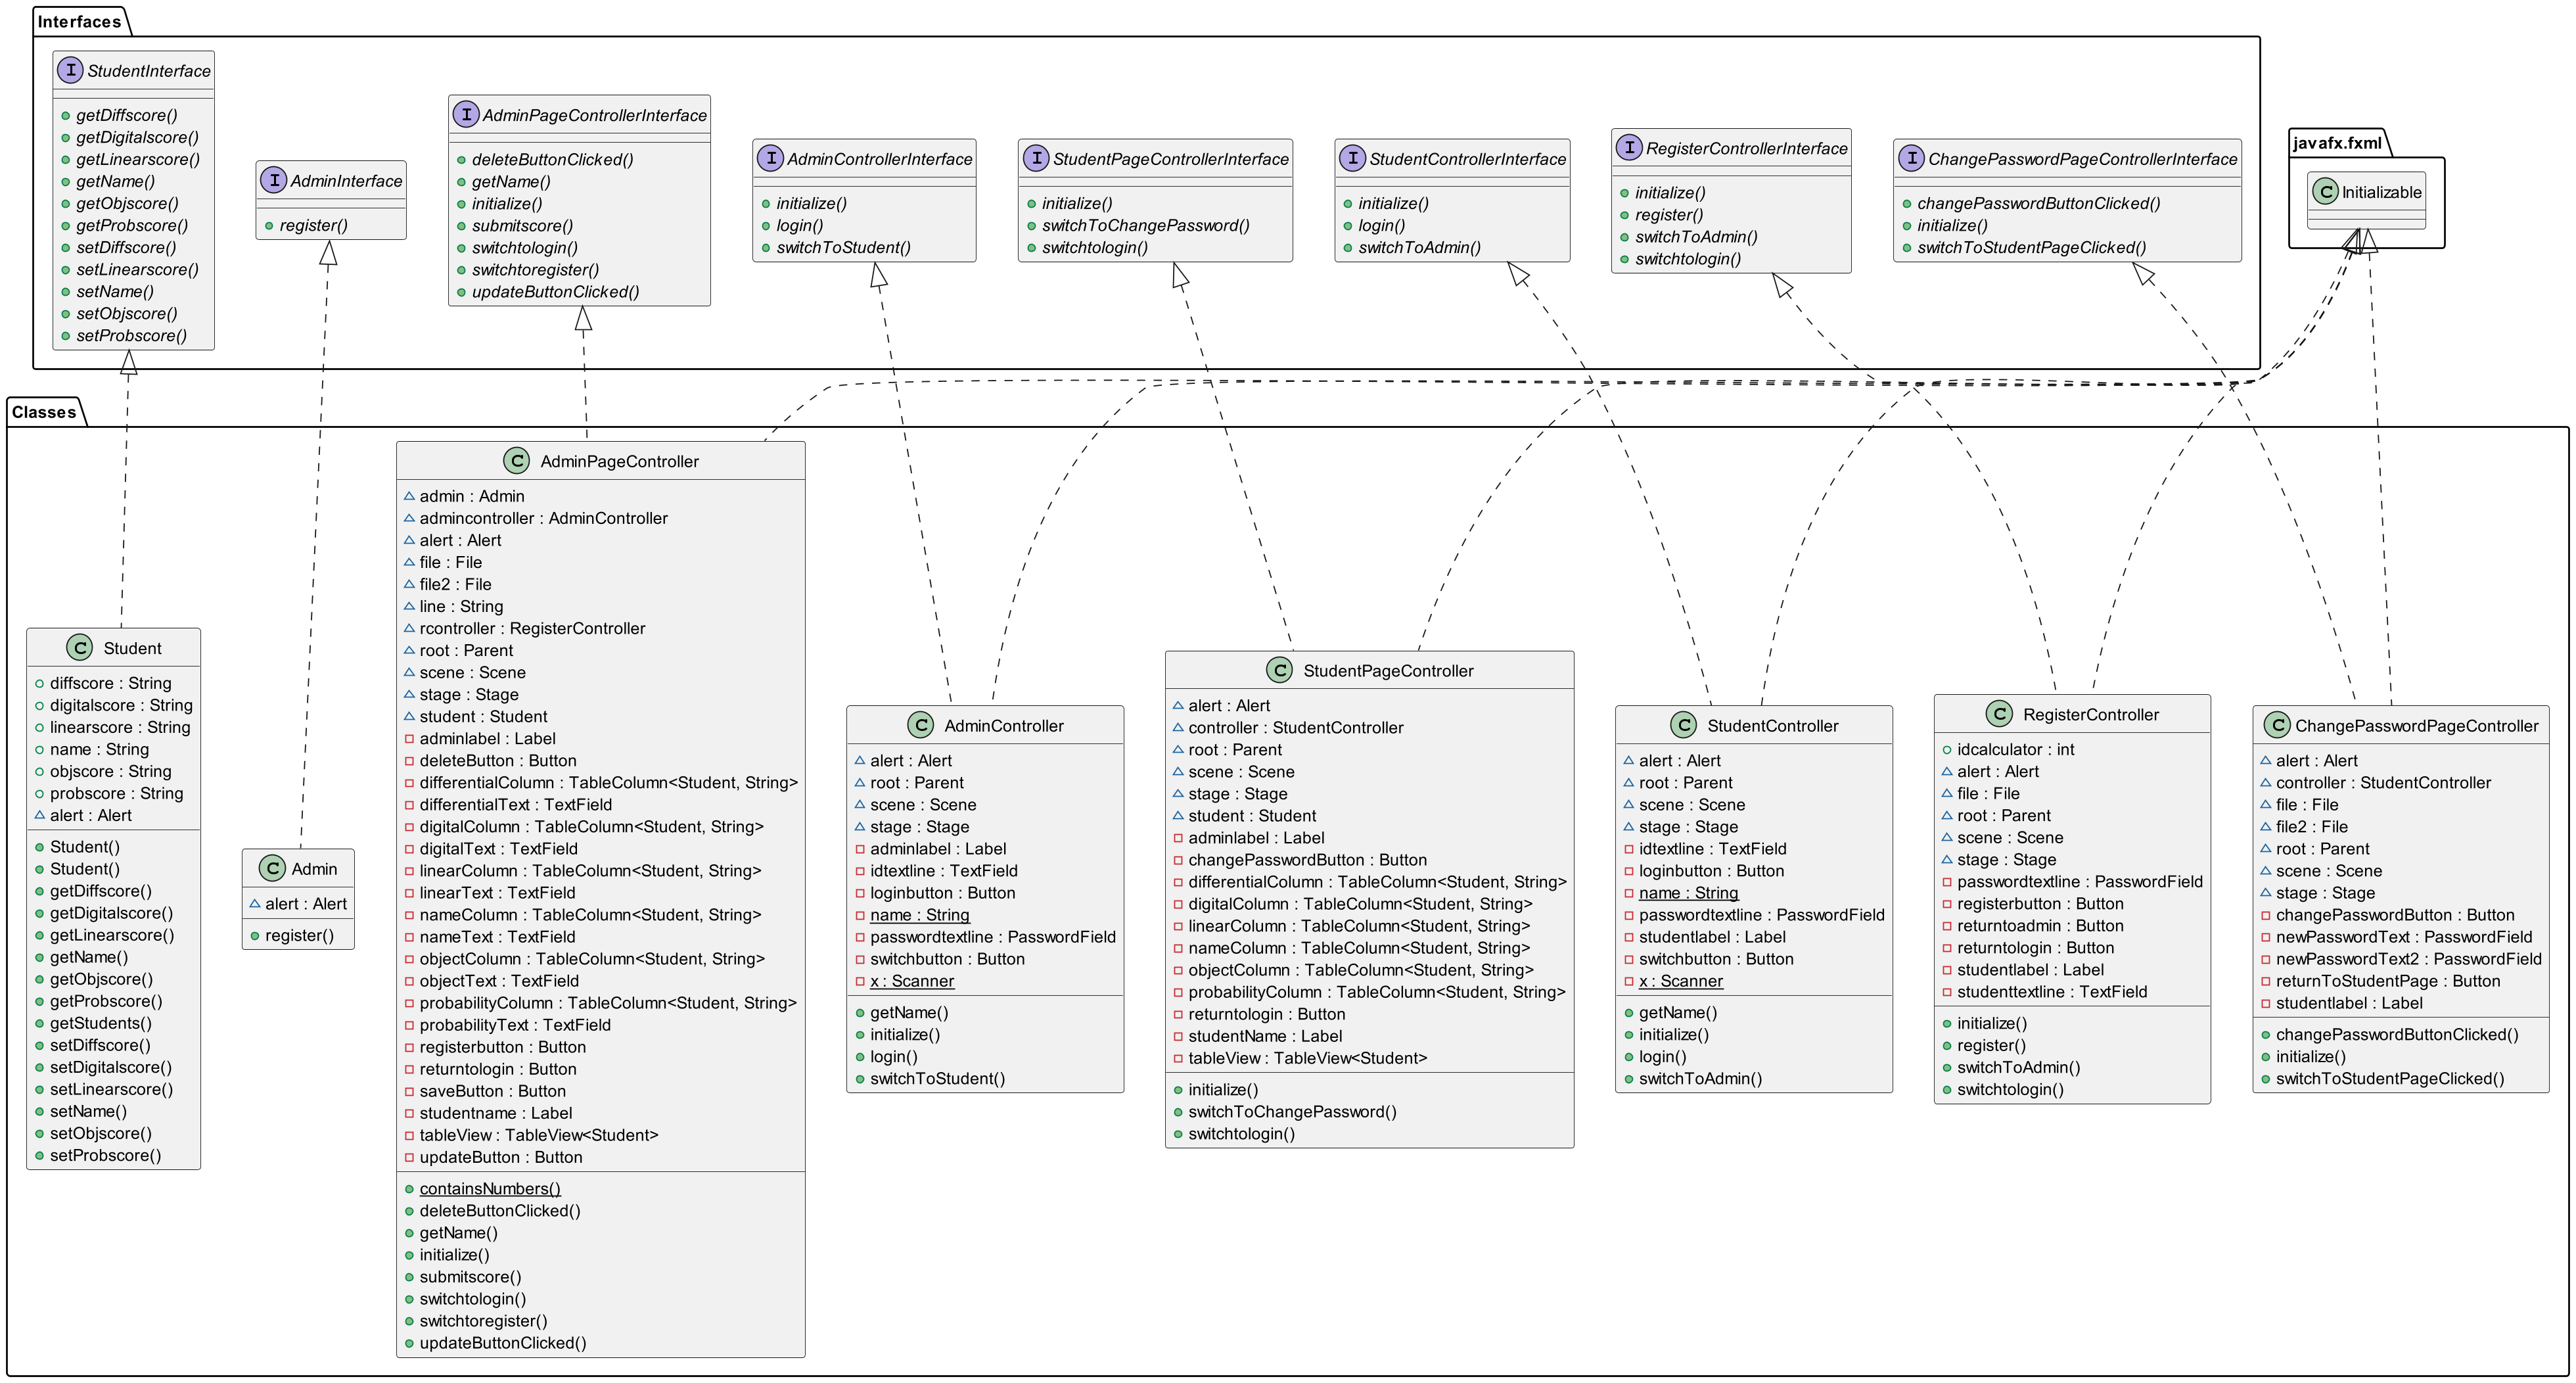 Interfaces
StudentInterface
getDiffscore()
getDigitalscore()
getLinearscore()
getName()
getObjscore()
getProbscore()
setDiffscore()
setLinearscore()
setName()
setObjscore()
setProbscore()
AdminInterface
register()
AdminPageControllerInterface
deleteButtonClicked()
getName()
initialize()
submitscore()
switchtologin()
switchtoregister()
updateButtonClicked()
AdminControllerInterface
initialize()
login()
switchToStudent()
StudentPageControllerInterface
initialize()
switchToChangePassword()
switchtologin()
StudentControllerInterface
initialize()
login()
switchToAdmin()
RegisterControllerInterface
initialize()
register()
switchToAdmin()
switchtologin()
ChangePasswordPageControllerInterface
changePasswordButtonClicked()
initialize()
switchToStudentPageClicked()
javafx.fxml
Initializable
Classes
Student
diffscore : String
digitalscore : String
linearscore : String
name : String
objscore : String
probscore : String
alert : Alert
Student()
Student()
getDiffscore()
getDigitalscore()
getLinearscore()
getName()
getObjscore()
getProbscore()
getStudents()
setDiffscore()
setDigitalscore()
setLinearscore()
setName()
setObjscore()
setProbscore()
Admin
alert : Alert
register()
AdminPageController
admin : Admin
admincontroller : AdminController
alert : Alert
file : File
file2 : File
line : String
rcontroller : RegisterController
root : Parent
scene : Scene
stage : Stage
student : Student
adminlabel : Label
deleteButton : Button
differentialColumn : TableColumn<Student, String>
differentialText : TextField
digitalColumn : TableColumn<Student, String>
digitalText : TextField
linearColumn : TableColumn<Student, String>
linearText : TextField
nameColumn : TableColumn<Student, String>
nameText : TextField
objectColumn : TableColumn<Student, String>
objectText : TextField
probabilityColumn : TableColumn<Student, String>
probabilityText : TextField
registerbutton : Button
returntologin : Button
saveButton : Button
studentname : Label
tableView : TableView<Student>
updateButton : Button
containsNumbers()
deleteButtonClicked()
getName()
initialize()
submitscore()
switchtologin()
switchtoregister()
updateButtonClicked()
AdminController
alert : Alert
root : Parent
scene : Scene
stage : Stage
adminlabel : Label
idtextline : TextField
loginbutton : Button
name : String
passwordtextline : PasswordField
switchbutton : Button
x : Scanner
getName()
initialize()
login()
switchToStudent()
StudentPageController
alert : Alert
controller : StudentController
root : Parent
scene : Scene
stage : Stage
student : Student
adminlabel : Label
changePasswordButton : Button
differentialColumn : TableColumn<Student, String>
digitalColumn : TableColumn<Student, String>
linearColumn : TableColumn<Student, String>
nameColumn : TableColumn<Student, String>
objectColumn : TableColumn<Student, String>
probabilityColumn : TableColumn<Student, String>
returntologin : Button
studentName : Label
tableView : TableView<Student>
initialize()
switchToChangePassword()
switchtologin()
StudentController
alert : Alert
root : Parent
scene : Scene
stage : Stage
idtextline : TextField
loginbutton : Button
name : String
passwordtextline : PasswordField
studentlabel : Label
switchbutton : Button
x : Scanner
getName()
initialize()
login()
switchToAdmin()
RegisterController
idcalculator : int
alert : Alert
file : File
root : Parent
scene : Scene
stage : Stage
passwordtextline : PasswordField
registerbutton : Button
returntoadmin : Button
returntologin : Button
studentlabel : Label
studenttextline : TextField
initialize()
register()
switchToAdmin()
switchtologin()
ChangePasswordPageController
alert : Alert
controller : StudentController
file : File
file2 : File
root : Parent
scene : Scene
stage : Stage
changePasswordButton : Button
newPasswordText : PasswordField
newPasswordText2 : PasswordField
returnToStudentPage : Button
studentlabel : Label
changePasswordButtonClicked()
initialize()
switchToStudentPageClicked()